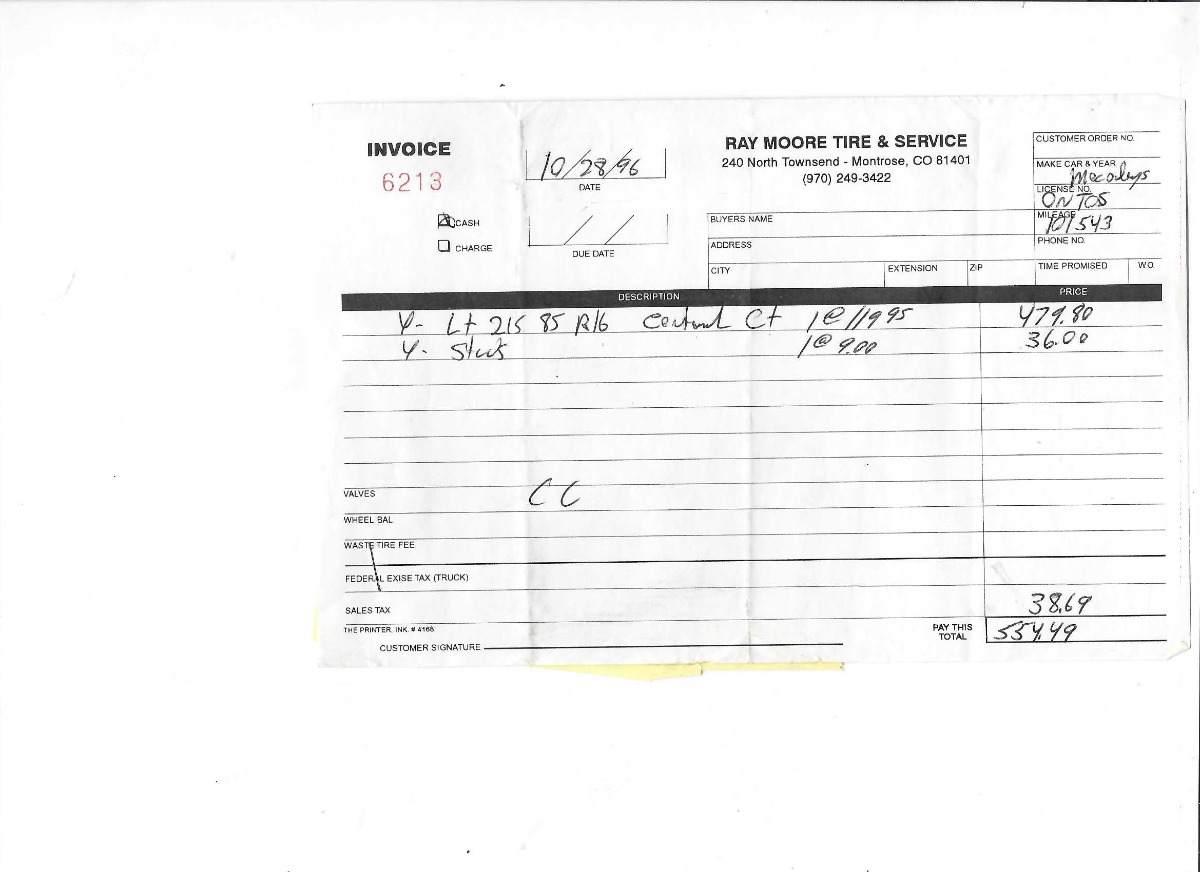 INVOICE
6213
CASH
CHARGE
10/28/96
DATE
/ /
DUE DATE
RAY MOORE TIRE & SERVICE
240 North Townsend - Montrose, CO 81401
(970) 249-3422
CUSTOMER ORDER NO.
MAKE CAR & YEAR
LICENSE NO.
ONTOS
MILEAGE
101543
BUYERS NAME
PHONE NO.
ADDRESS
CITY EXTENSION ZIP TIME PROMISED W.O.
DESCRIPTION PRICE
4- Lt 215 85 R16 Ct 1@ 119 95 479.80
4- 1@ 9.00 36.00
VALVES CC
WHEEL BAL
WASTE TIRE FEE
FEDERAL EXISE TAX (TRUCK)
SALES TAX 38.69
THE PRINTER, INK. # 4168
PAY THIS TOTAL 554.49
CUSTOMER SIGNATURE